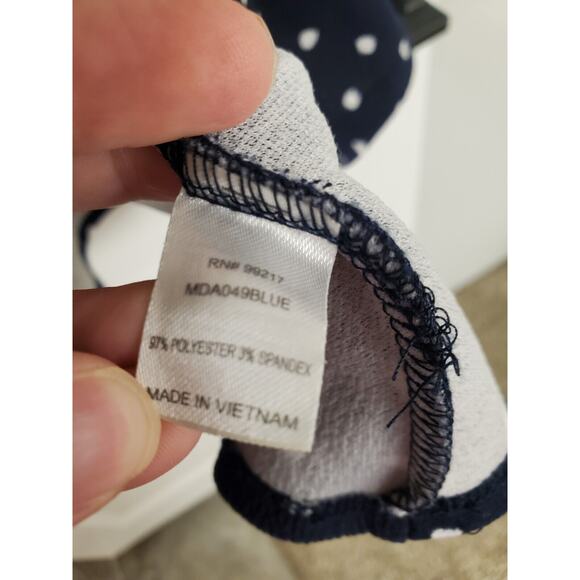 RN# 99217
MDA049BLUE
97% POLYESTER 3% SPANDEX
MADE IN VIETNAM